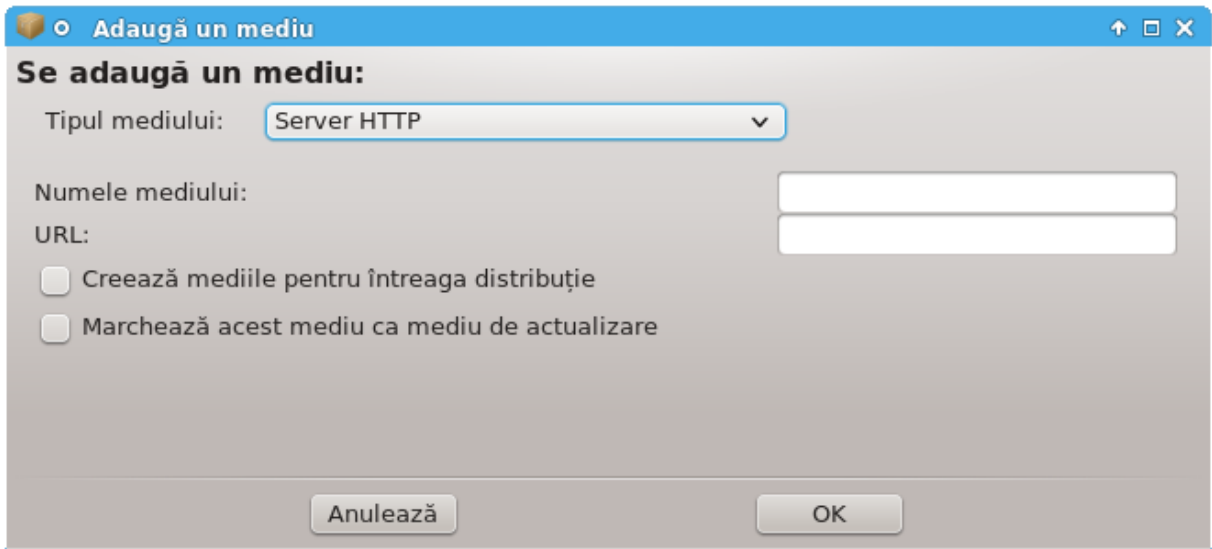 Adaugă un mediu
Se adaugă un mediu:
Tipul mediului: Server HTTP
Numele mediului:
URL:
Creează mediile pentru întreaga distribuție
Marchează acest mediu ca mediu de actualizare
Anulează OK